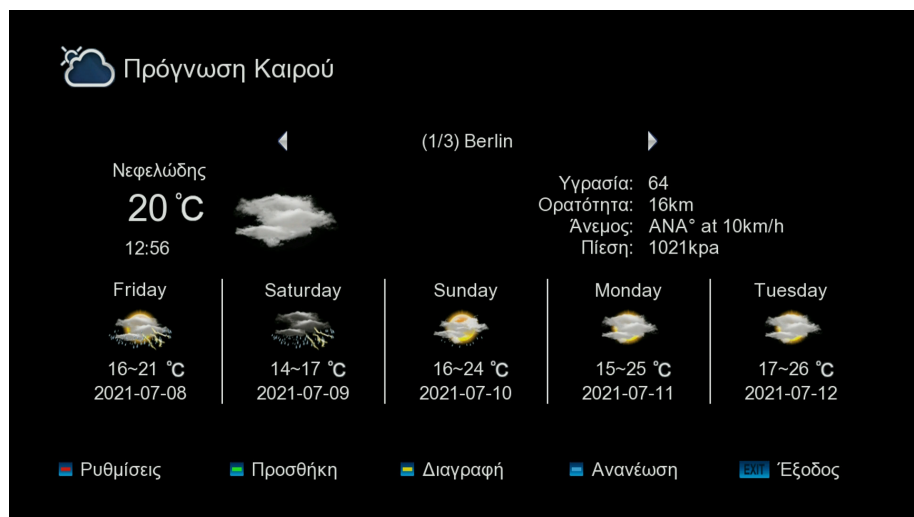 Πρόγνωση Καιρού
(1/3) Berlin
Νεφελώδης
20 °C
12:56
Υγρασία: 64
Ορατότητα: 16km
Άνεμος: ΑΝΑ° at 10km/h
Πίεση: 1021kpa
Friday Saturday Sunday Monday Tuesday
16~21 °C 14~17 °C 16~24 °C 15~25 °C 17~26 °C
2021-07-08 2021-07-09 2021-07-10 2021-07-11 2021-07-12
Ρυθμίσεις Προσθήκη Διαγραφή Ανανέωση EXIT Έξοδος